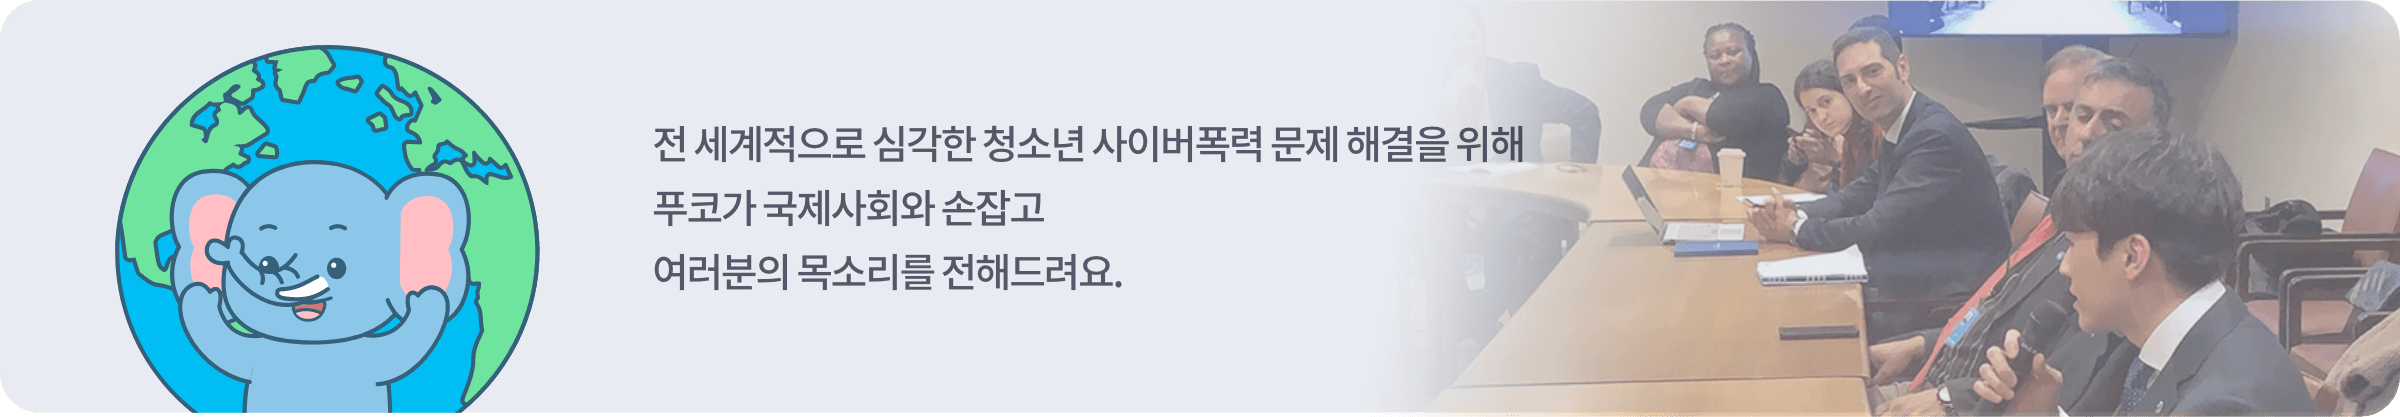 전 세계적으로 심각한 청소년 사이버폭력 문제 해결을 위해
푸코가 국제사회와 손잡고
여러분의 목소리를 전해드려요.